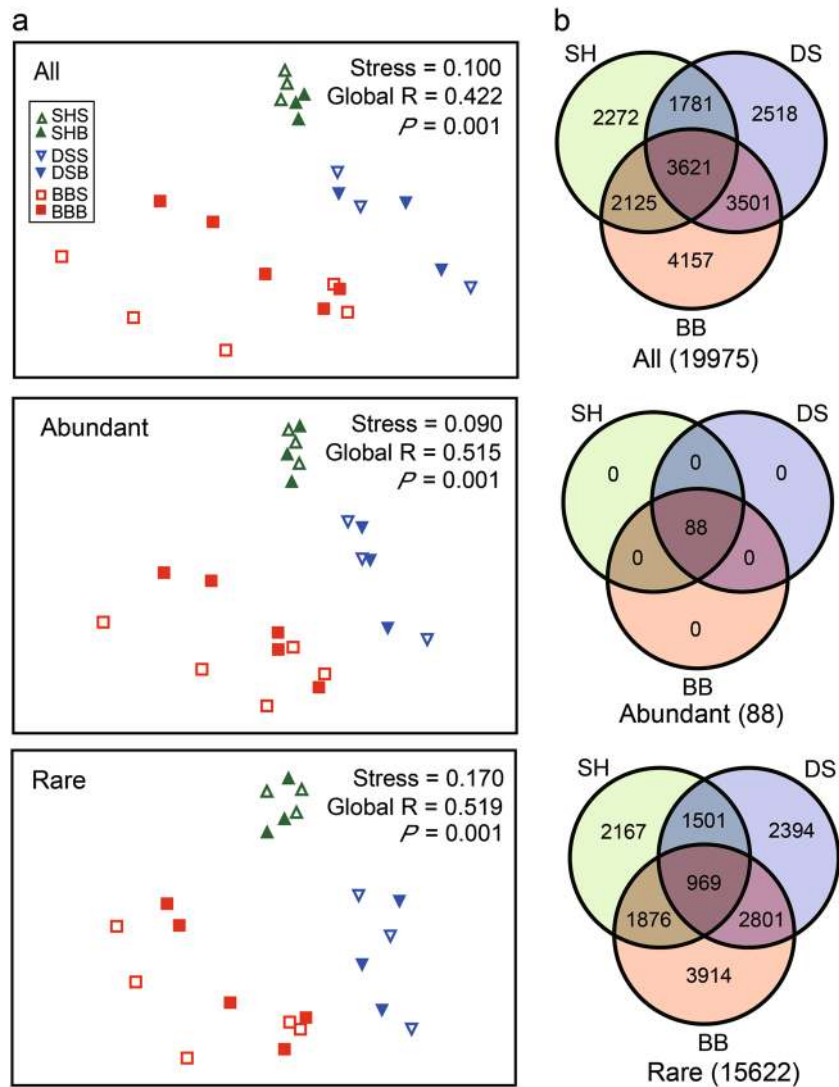 a
All
Stress = 0.100
Global R = 0.422
P = 0.001
SHS
SHB
DSS
DSB
BBS
BBB
Abundant
Stress = 0.090
Global R = 0.515
P = 0.001
Rare
Stress = 0.170
Global R = 0.519
P = 0.001
b
SH
DS
2272
1781
2518
3621
2125
3501
4157
BB
All (19975)
SH
DS
0
0
0
88
0
0
0
BB
Abundant (88)
SH
DS
2167
1501
2394
969
1876
2801
3914
BB
Rare (15622)